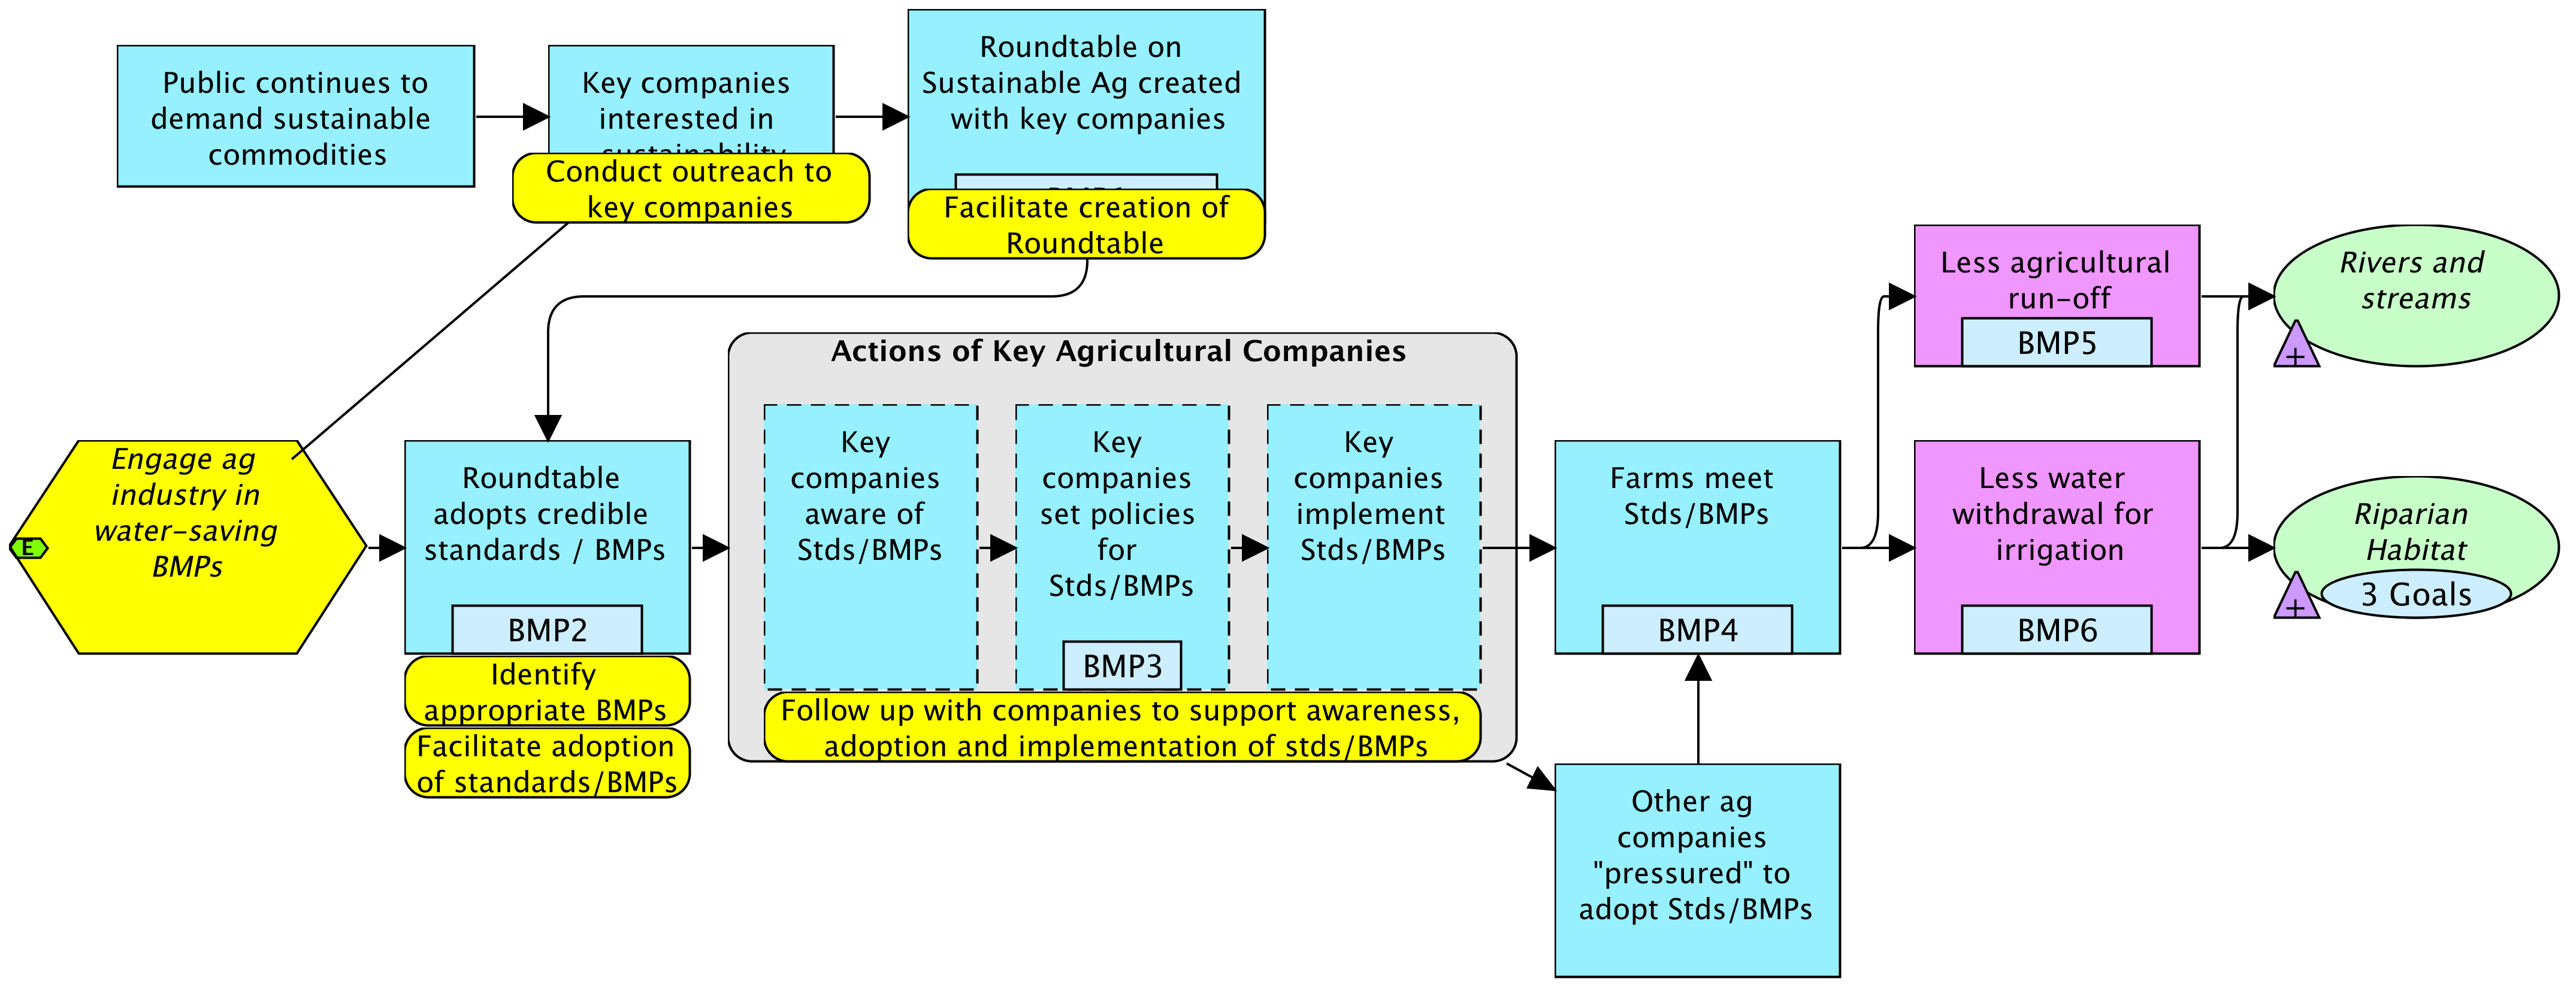 Public continues to
demand sustainable
commodities
Key companies
interested in
sustainability
Conduct outreach to
key companies
Roundtable on
Sustainable Ag created
with key companies
Facilitate creation of
Roundtable
Engage ag
industry in
water-saving
BMPs
E
Roundtable
adopts credible
standards / BMPs
BMP2
Identify
appropriate BMPs
Facilitate adoption
of standards/BMPs
Actions of Key Agricultural Companies
Key
companies
aware of
Stds/BMPs
Key
companies
set policies
for
Stds/BMPs
BMP3
Key
companies
implement
Stds/BMPs
Follow up with companies to support awareness,
adoption and implementation of stds/BMPs
Farms meet
Stds/BMPs
BMP4
Other ag
companies
"pressured" to
adopt Stds/BMPs
Less agricultural
run-off
BMP5
Less water
withdrawal for
irrigation
BMP6
Rivers and
streams
+
Riparian
Habitat
3 Goals
+